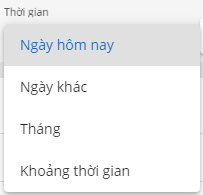 Thời gian
Ngày hôm nay
Ngày khác
Tháng
Khoảng thời gian